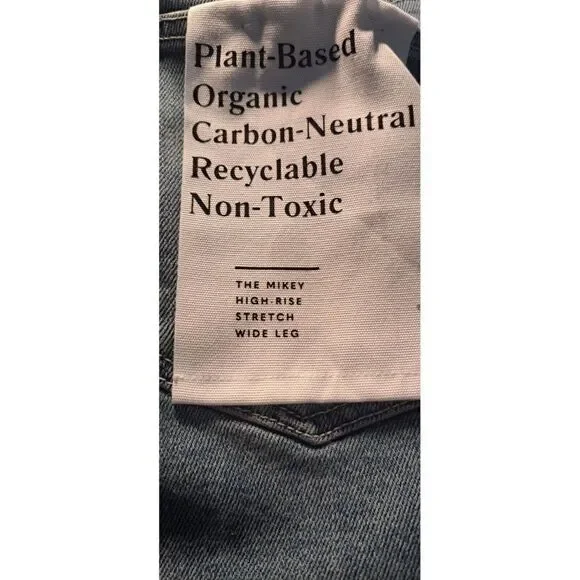 Plant-Based
Organic
Carbon-Neutral
Recyclable
Non-Toxic
THE MIKEY
HIGH-RISE
STRETCH
WIDE LEG